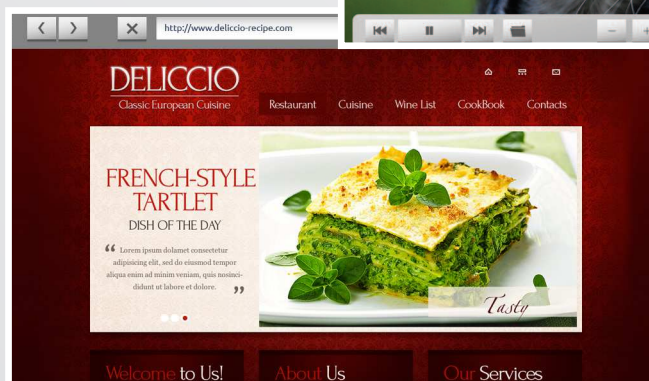 http://www.deliccio-recipe.com
DELICCIO
Classic European Cuisine
Restaurant Cuisine Wine List CookBook Contacts
FRENCH-STYLE
TARTLET
DISH OF THE DAY
“ Lorem ipsum dolamet consectetur
adipisicing elit, sed do eiusmod tempor
aliqua enim ad minim veniam, quis nosinci-
didunt ut labore et dolore. ”
Tasty
Welcome to Us!
About Us
Our Services